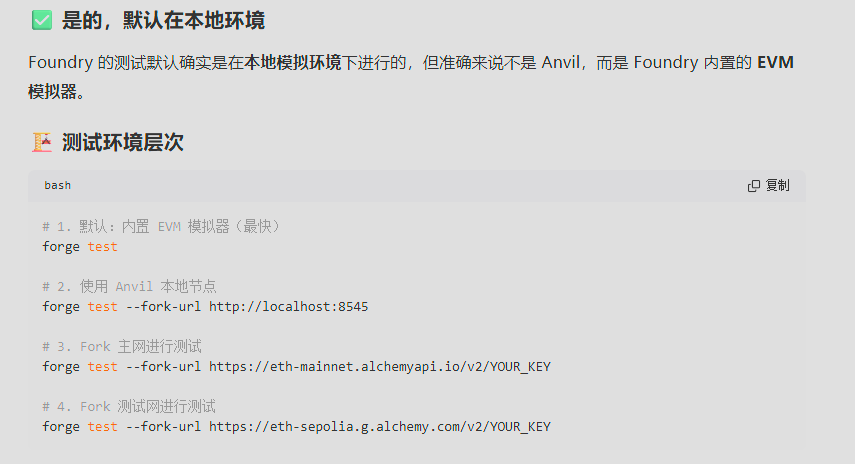 ✅ 是的，默认在本地环境
Foundry 的测试默认确实是在本地模拟环境下进行的，但准确来说不是 Anvil，而是 Foundry 内置的 EVM
模拟器。
测试环境层次
bash
复制
# 1. 默认：内置 EVM 模拟器（最快）
forge test
# 2. 使用 Anvil 本地节点
forge test --fork-url http://localhost:8545
# 3. Fork 主网进行测试
forge test --fork-url https://eth-mainnet.alchemyapi.io/v2/YOUR_KEY
# 4. Fork 测试网进行测试
forge test --fork-url https://eth-sepolia.g.alchemy.com/v2/YOUR_KEY